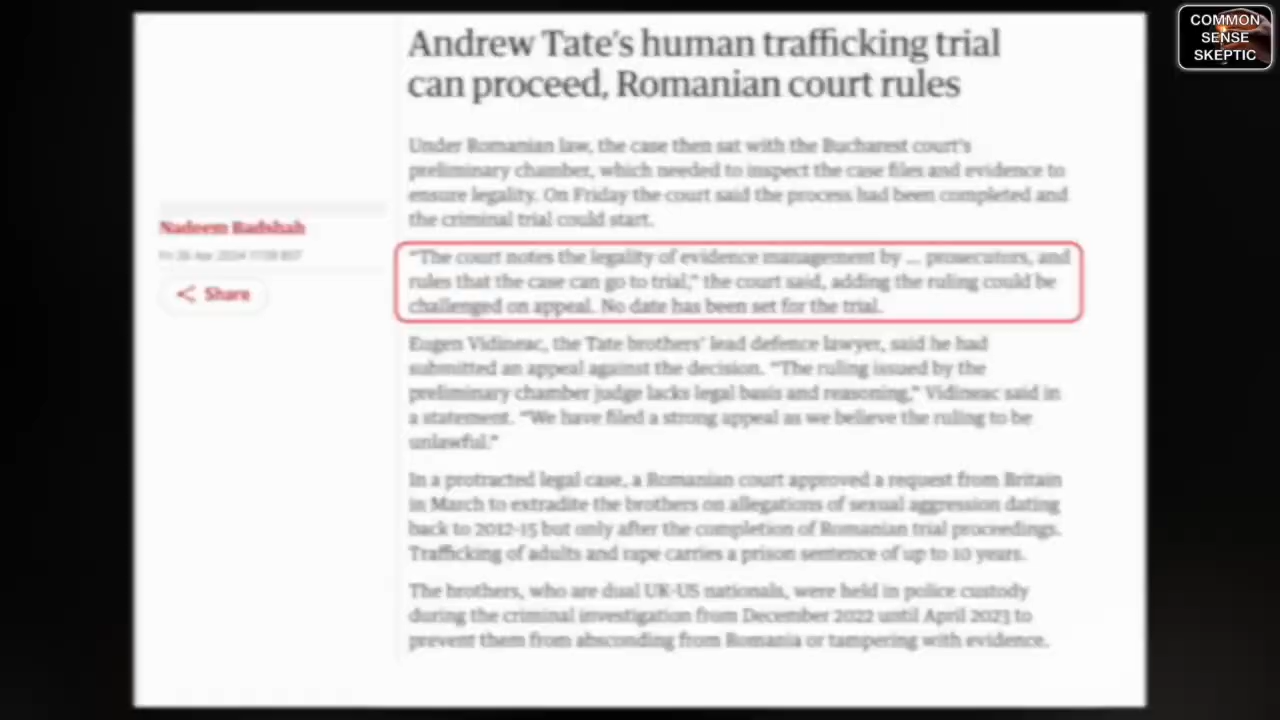 COMMON
SENSE
SKEPTIC
Andrew Tate's human trafficking trial
can proceed, Romanian court rules
Under Romanian law, the case then sat with the Bucharest court's
preliminary chamber, which needed to inspect the case files and evidence to
ensure legality. On Friday the court said the process had been completed and
the criminal trial could start.
Nadeem Badshah
Fri 26 Apr 2024 17.08 BST
Share
"The court notes the legality of evidence management by ... prosecutors, and
rules that the case can go to trial," the court said, adding the ruling could be
challenged on appeal. No date has been set for the trial.
Eugen Vidineac, the Tate brothers' lead defence lawyer, said he had
submitted an appeal against the decision. "The ruling issued by the
preliminary chamber judge lacks legal basis and reasoning," Vidineac said in
a statement. "We have filed a strong appeal as we believe the ruling to be
unlawful."
In a protracted legal case, a Romanian court approved a request from Britain
in March to extradite the brothers on allegations of sexual aggression dating
back to 2012-15 but only after the completion of Romanian trial proceedings.
Trafficking of adults and rape carries a prison sentence of up to 10 years.
The brothers, who are dual UK-US nationals, were held in police custody
during the criminal investigation from December 2022 until April 2023 to
prevent them from absconding from Romania or tampering with evidence.